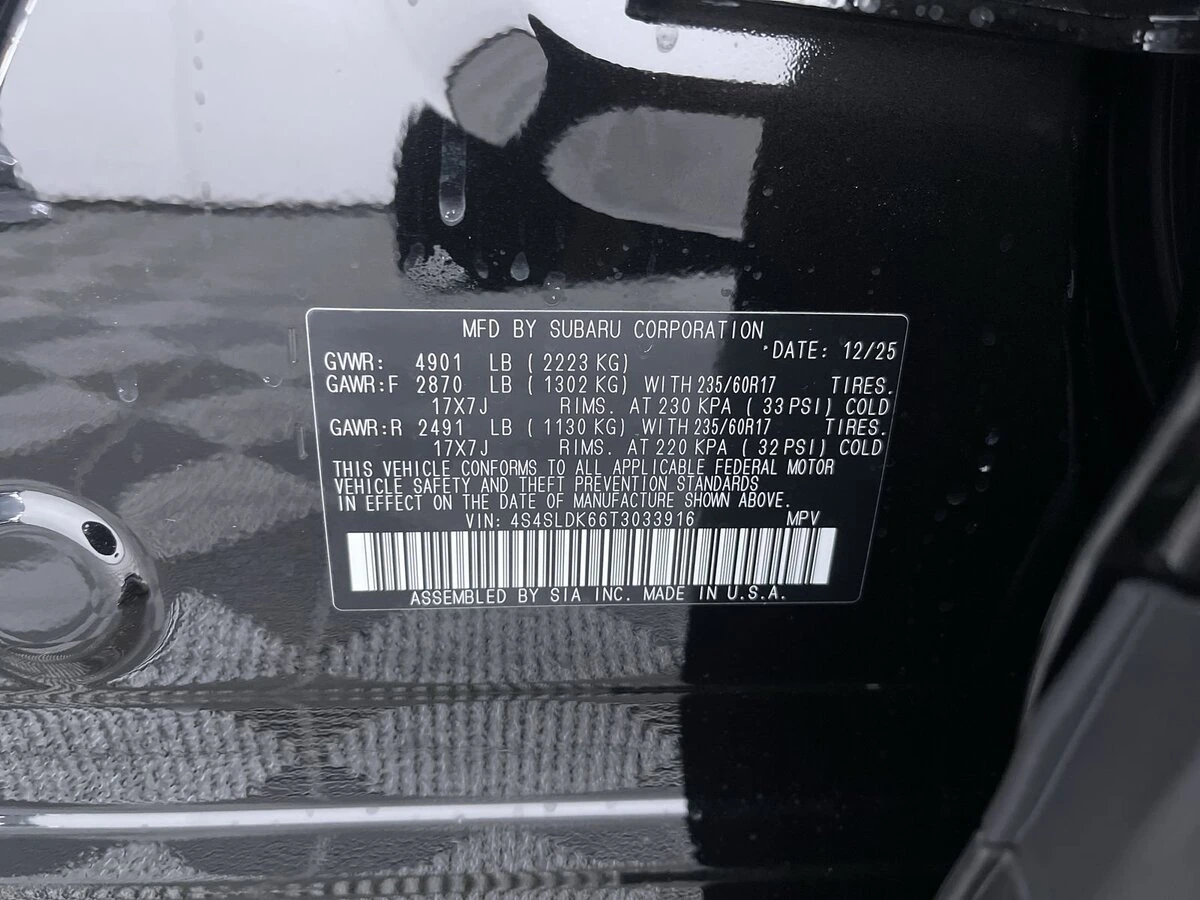 MFD BY SUBARU CORPORATION
DATE: 12/25
GVWR: 4901 LB ( 2223 KG)
GAWR:F 2870 LB ( 1302 KG) WITH 235/60R17 TIRES.
17X7J RIMS. AT 230 KPA ( 33 PSI) COLD
GAWR:R 2491 LB ( 1130 KG) WITH 235/60R17 TIRES.
17X7J RIMS. AT 220 KPA ( 32 PSI) COLD
THIS VEHICLE CONFORMS TO ALL APPLICABLE FEDERAL MOTOR
VEHICLE SAFETY AND THEFT PREVENTION STANDARDS
IN EFFECT ON THE DATE OF MANUFACTURE SHOWN ABOVE.
VIN: 4S4SLDK66T3033916 MPV
ASSEMBLED BY SIA INC. MADE IN U.S.A.